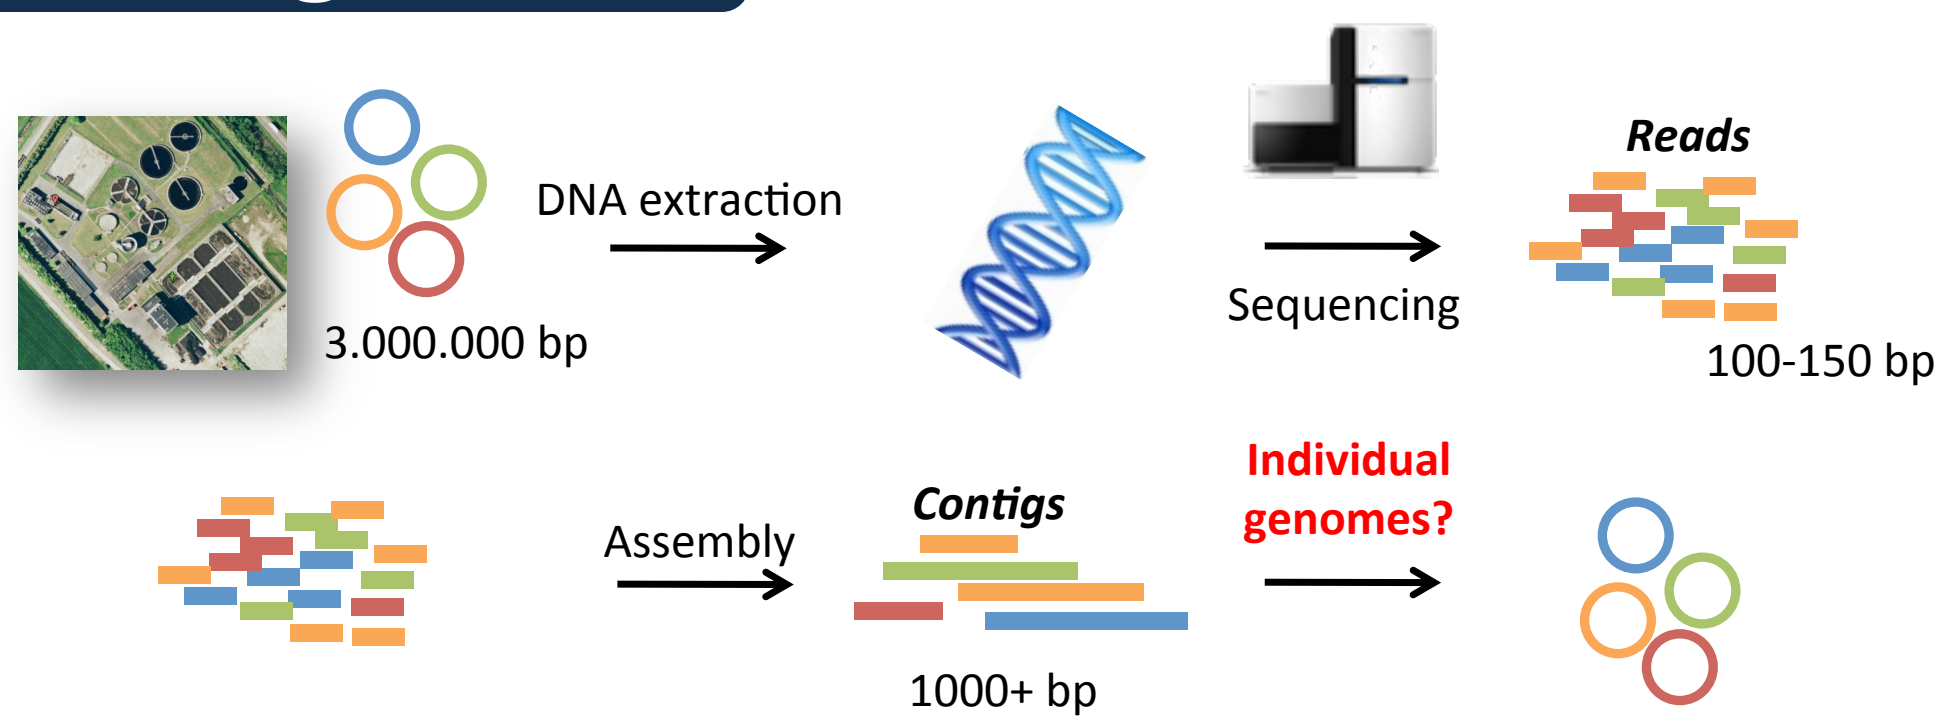 DNA extraction
3.000.000 bp
Sequencing
Reads
100-150 bp
Assembly
Contigs
1000+ bp
Individual
genomes?